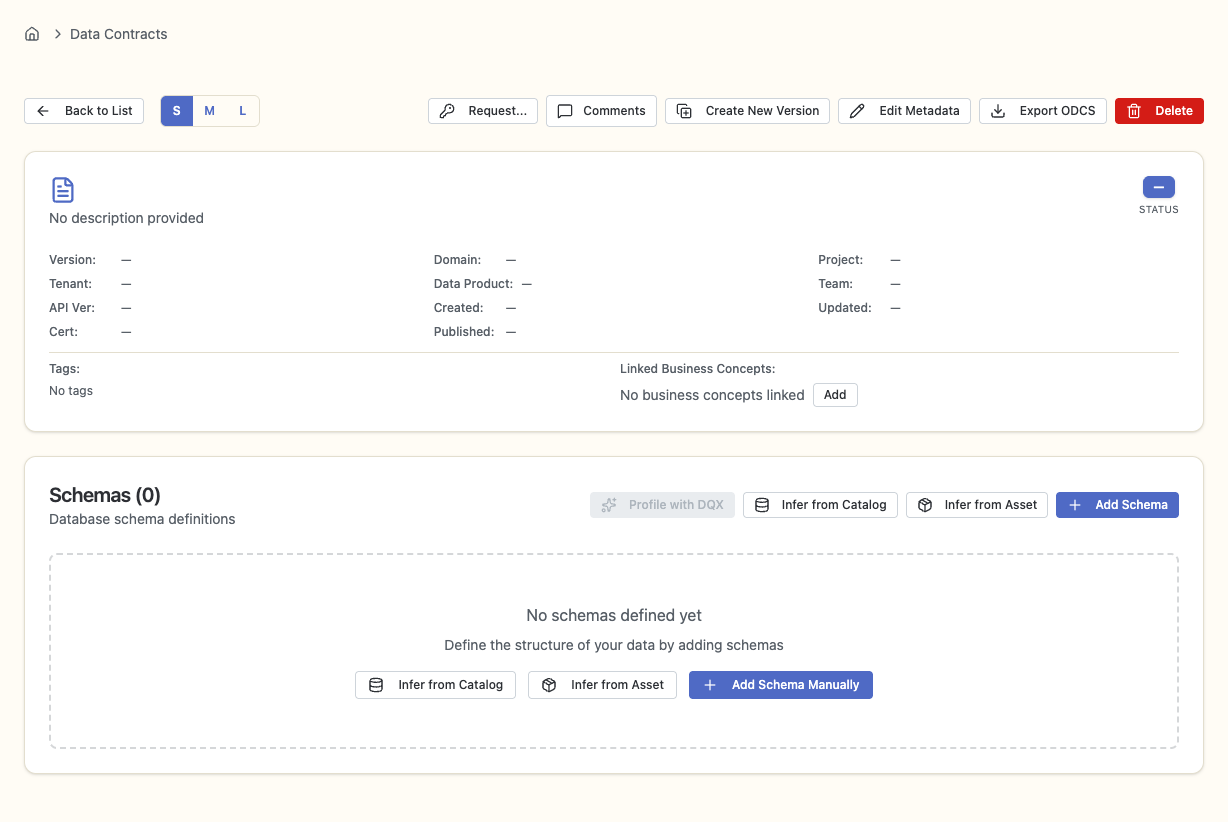 Data Contracts
Back to List
S M L
Request...
Comments
Create New Version
Edit Metadata
Export ODCS
Delete
No description provided
—
STATUS
Version: — Domain: — Project: —
Tenant: — Data Product: — Team: —
API Ver: — Created: — Updated: —
Cert: — Published: —
Tags:
No tags
Linked Business Concepts:
No business concepts linked Add
Schemas (0)
Database schema definitions
Profile with DQX
Infer from Catalog
Infer from Asset
Add Schema
No schemas defined yet
Define the structure of your data by adding schemas
Infer from Catalog
Infer from Asset
Add Schema Manually